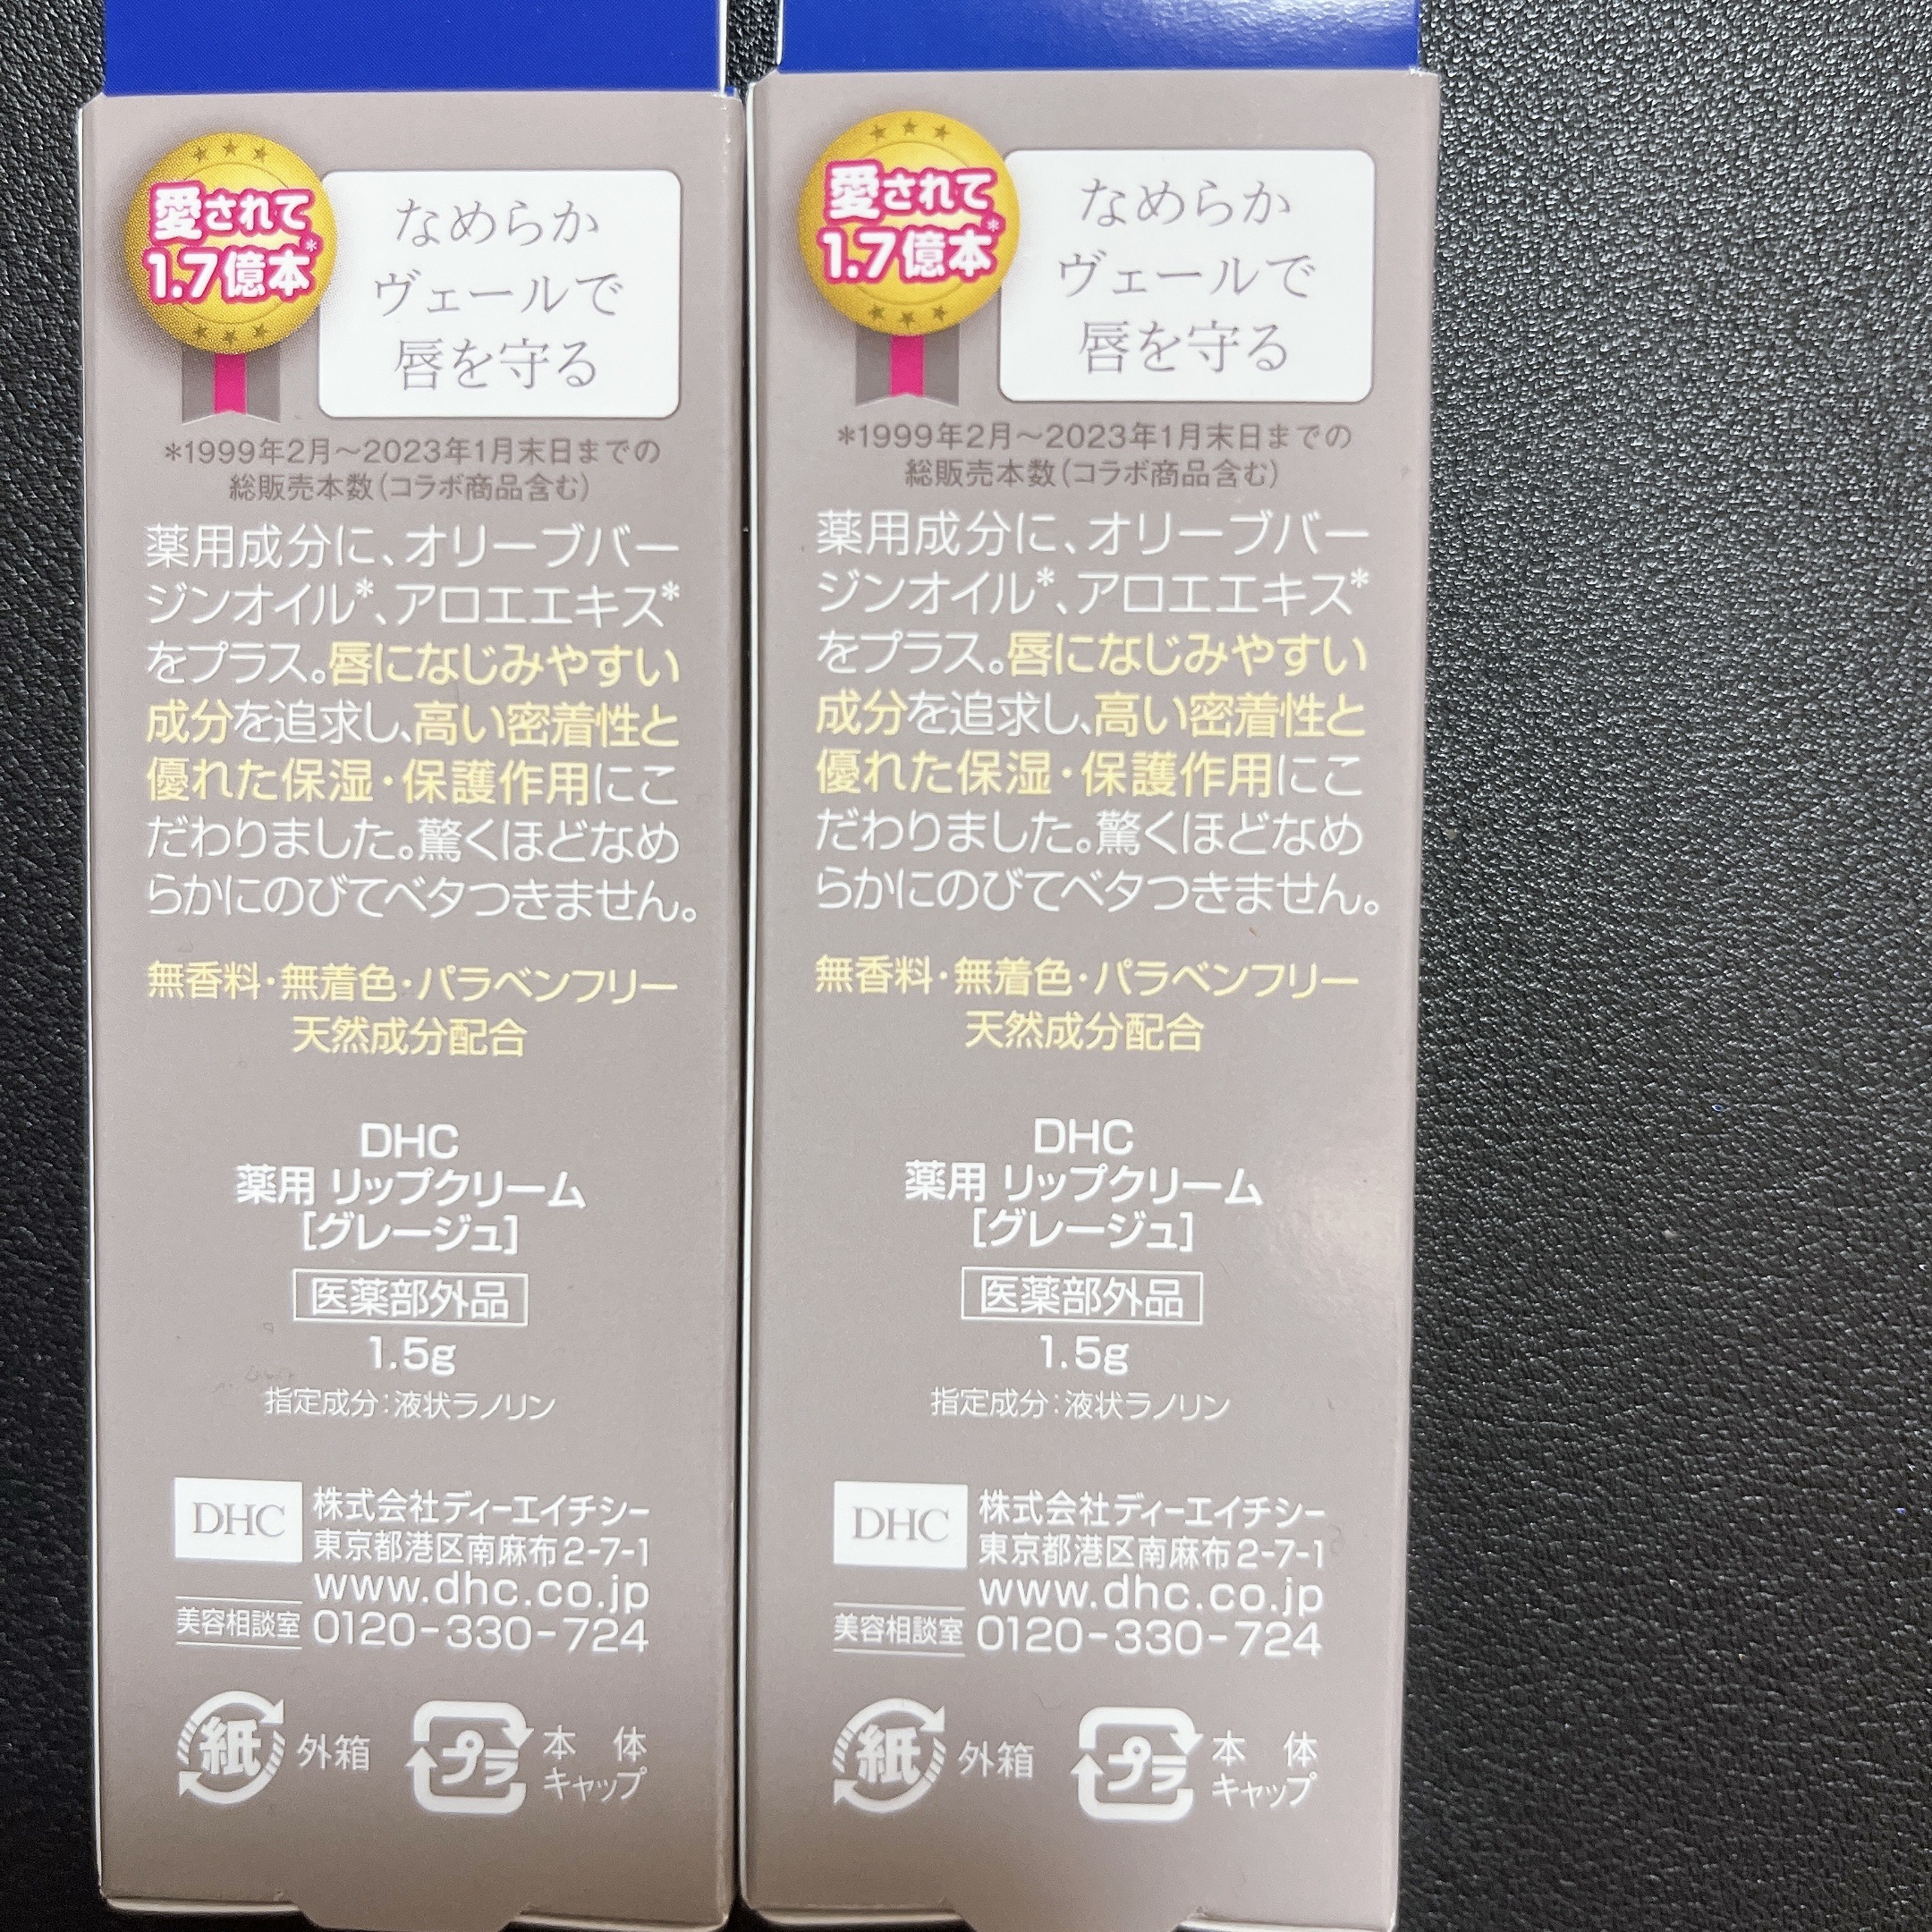 愛されて
1.7億本*
なめらか
ヴェールで
唇を守る
*1999年2月〜2023年1月末日までの
総販売本数(コラボ商品含む)
薬用成分に、オリーブバー
ジンオイル*、アロエエキス*
をプラス。唇になじみやすい
成分を追求し、高い密着性と
優れた保湿・保護作用にこ
だわりました。驚くほどなめ
らかにのびてベタつきません。
無香料・無着色・パラベンフリー
天然成分配合
DHC
薬用 リップクリーム
[グレージュ]
医薬部外品
1.5g
指定成分:液状ラノリン
DHC
株式会社ディーエイチシー
東京都港区南麻布2-7-1
www.dhc.co.jp
美容相談室 0120-330-724
紙 外箱
プラ 本体
キャップ
愛されて
1.7億本*
なめらか
ヴェールで
唇を守る
*1999年2月〜2023年1月末日までの
総販売本数(コラボ商品含む)
薬用成分に、オリーブバー
ジンオイル*、アロエエキス*
をプラス。唇になじみやすい
成分を追求し、高い密着性と
優れた保湿・保護作用にこ
だわりました。驚くほどなめ
らかにのびてベタつきません。
無香料・無着色・パラベンフリー
天然成分配合
DHC
薬用 リップクリーム
[グレージュ]
医薬部外品
1.5g
指定成分:液状ラノリン
DHC
株式会社ディーエイチシー
東京都港区南麻布2-7-1
www.dhc.co.jp
美容相談室 0120-330-724
紙 外箱
プラ 本体
キャップ